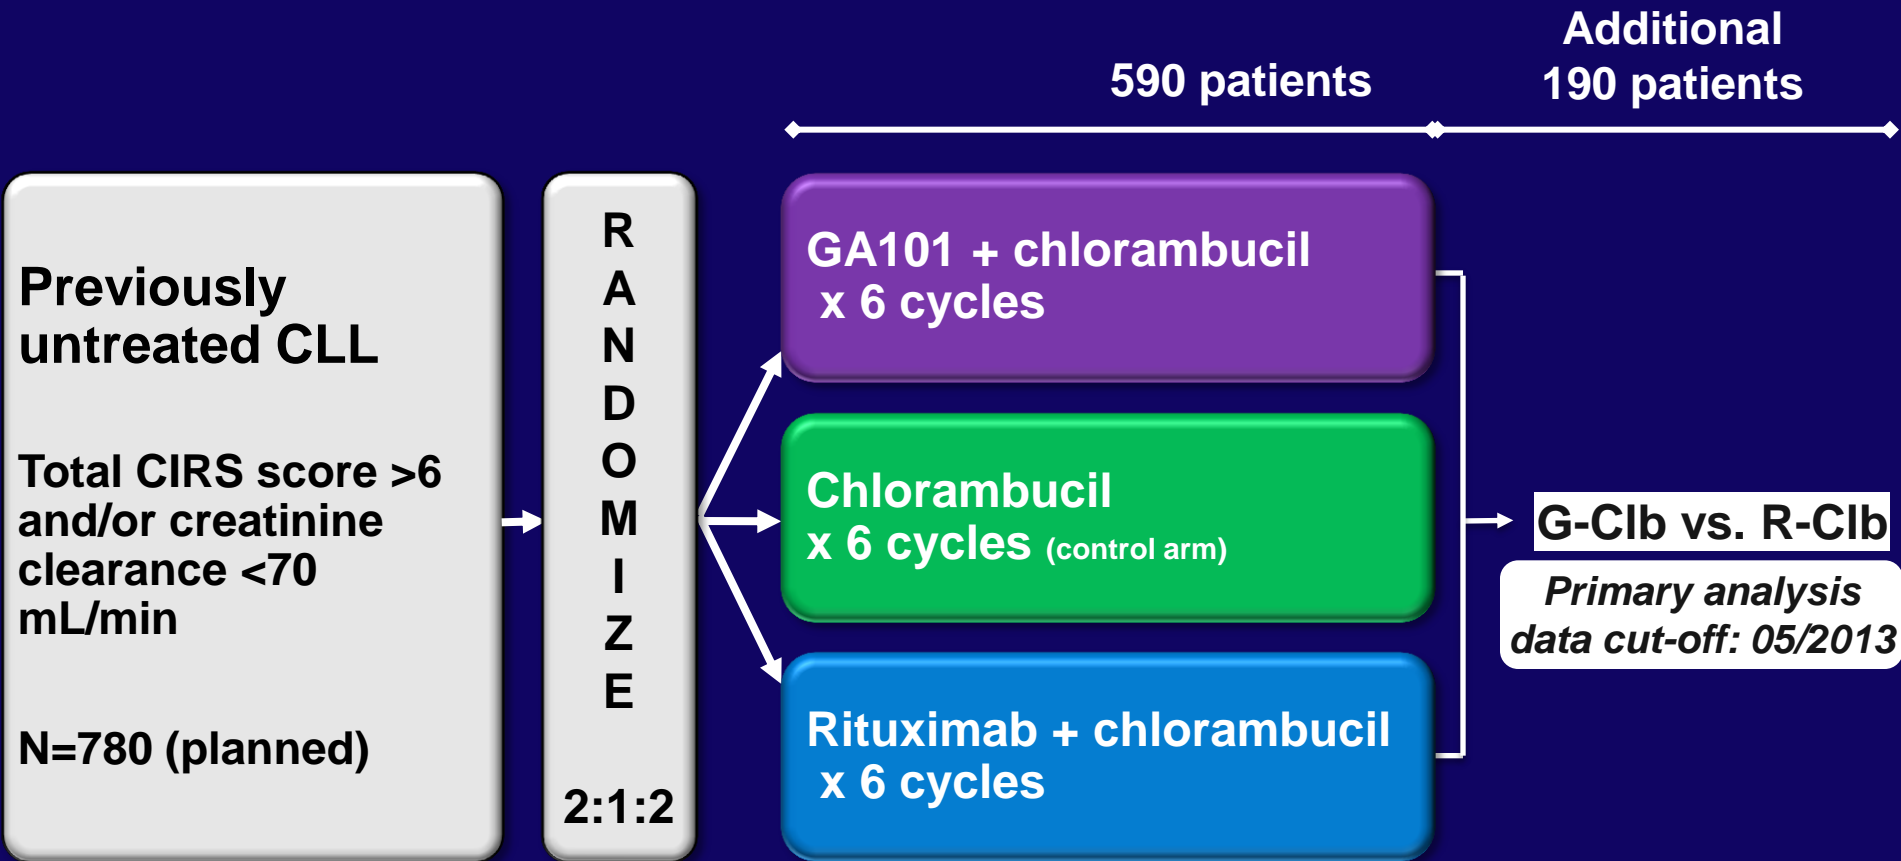 590 patients
Additional
190 patients
Previously
untreated CLL
Total CIRS score >6
and/or creatinine
clearance <70
mL/min
N=780 (planned)
R
A
N
D
O
M
I
Z
E
2:1:2
GA101 + chlorambucil
x 6 cycles
Chlorambucil
x 6 cycles (control arm)
Rituximab + chlorambucil
x 6 cycles
G-Clb vs. R-Clb
Primary analysis
data cut-off: 05/2013